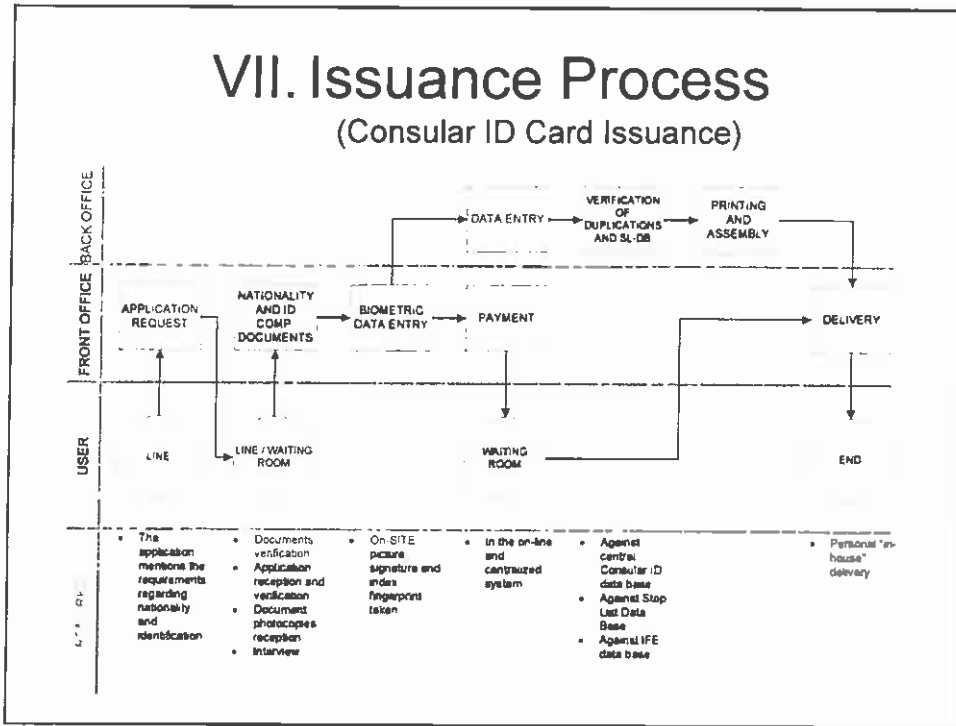 VII. Issuance Process
(Consular ID Card Issuance)
BACK OFFICE
DATA ENTRY
VERIFICATION
OF
DUPLICATIONS
AND SL-DB
PRINTING
AND
ASSEMBLY
FRONT OFFICE
APPLICATION
REQUEST
NATIONALITY
AND ID
COMP
DOCUMENTS
BIOMETRIC
DATA ENTRY
PAYMENT
DELIVERY
USER
LINE
LINE / WAITING
ROOM
WAITING
ROOM
END
• The
application
mentions the
requirements
regarding
nationality
and
identification
• Documents
verification
• Application
reception and
verification
• Document
photocopies
reception
• Interview
• On-SITE
picture
signature and
index
fingerprint
taken
• In the on-line
and
centralized
system
• Against
central
Consular ID
data base
• Against Stop
List Data
Base
• Against IFE
data base
• Personal "in-
house"
delivery